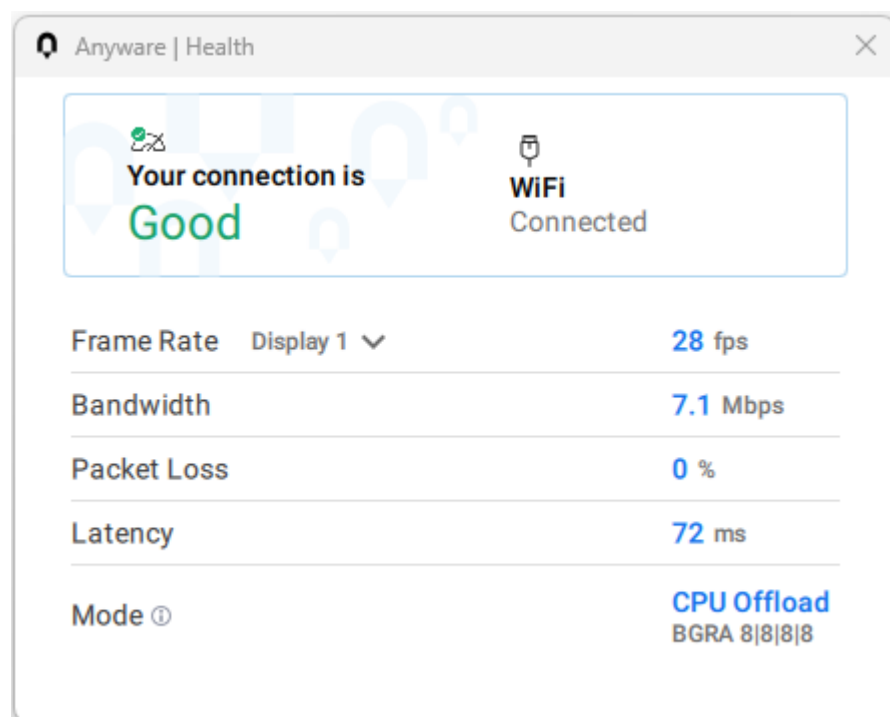 Anyware | Health
Your connection is
Good
WiFi
Connected
Frame Rate Display 1 28 fps
Bandwidth 7.1 Mbps
Packet Loss 0 %
Latency 72 ms
Mode CPU Offload
BGRA 8|8|8|8